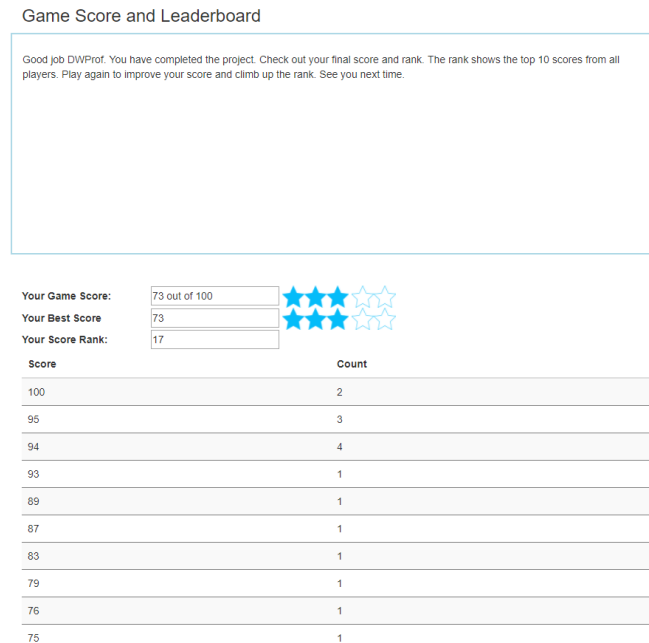 Game Score and Leaderboard
Good job DWProf. You have completed the project. Check out your final score and rank. The rank shows the top 10 scores from all
players. Play again to improve your score and climb up the rank. See you next time.
Your Game Score: 73 out of 100
Your Best Score 73
Your Score Rank: 17
Score Count
100 2
95 3
94 4
93 1
89 1
87 1
83 1
79 1
76 1
75 1